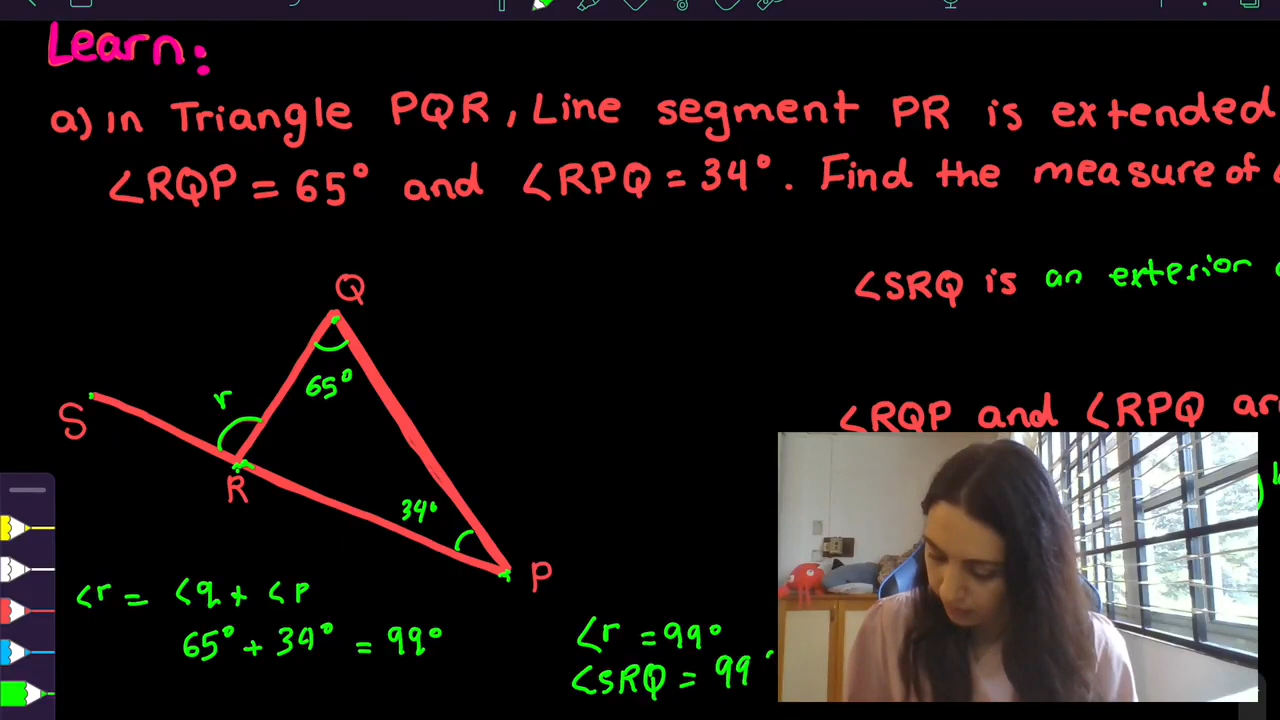 Learn:
a) in Triangle PQR, Line segment PR is extended
∠RQP = 65° and ∠RPQ = 34°. Find the measure of
Q
∠SRQ is an exterior
65°
r
S
∠RQP and ∠RPQ
R
34°
P
∠r = ∠q + ∠p
65° + 34° = 99°
∠r = 99°
∠SRQ = 99°